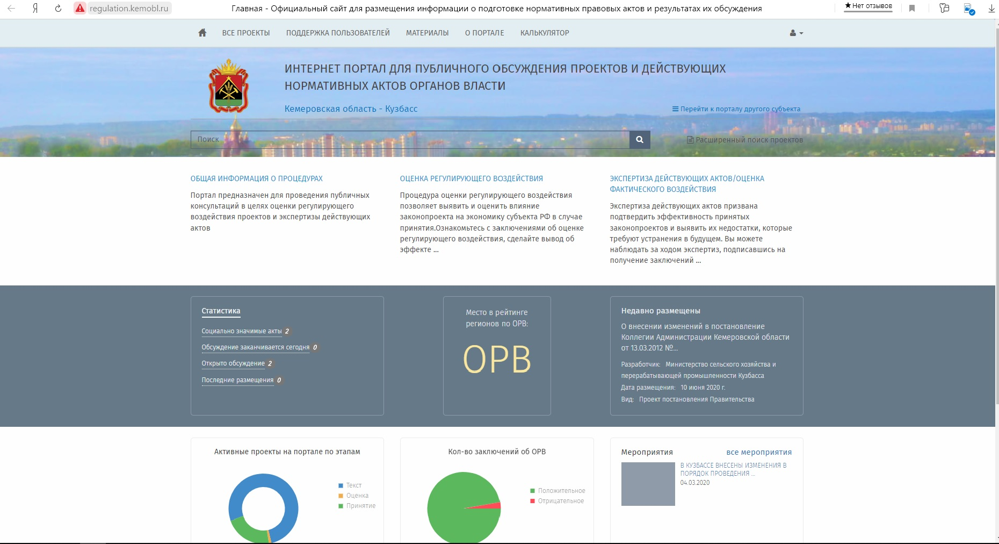 regulation.kemobl.ru
Главная - Официальный сайт для размещения информации о подготовке нормативных правовых актов и результатах их обсуждения
★Нет отзывов
ВСЕ ПРОЕКТЫ
ПОДДЕРЖКА ПОЛЬЗОВАТЕЛЕЙ
МАТЕРИАЛЫ
О ПОРТАЛЕ
КАЛЬКУЛЯТОР
ИНТЕРНЕТ ПОРТАЛ ДЛЯ ПУБЛИЧНОГО ОБСУЖДЕНИЯ ПРОЕКТОВ И ДЕЙСТВУЮЩИХ
НОРМАТИВНЫХ АКТОВ ОРГАНОВ ВЛАСТИ
Кемеровская область - Кузбасс
Перейти к порталу другого субъекта
Поиск
Расширенный поиск проектов
ОБЩАЯ ИНФОРМАЦИЯ О ПРОЦЕДУРАХ
Портал предназначен для проведения публичных
консультаций в целях оценки регулирующего
воздействия проектов и экспертизы действующих
актов
ОЦЕНКА РЕГУЛИРУЮЩЕГО ВОЗДЕЙСТВИЯ
Процедура оценки регулирующего воздействия
позволяет выявить и оценить влияние
законопроекта на экономику субъекта РФ в случае
принятия.Ознакомьтесь с заключениями об оценке
регулирующего воздействия, сделайте вывод об
эффекте ...
ЭКСПЕРТИЗА ДЕЙСТВУЮЩИХ АКТОВ/ОЦЕНКА
ФАКТИЧЕСКОГО ВОЗДЕЙСТВИЯ
Экспертиза действующих актов призвана
подтвердить эффективность принятых
законопроектов и выявить их недостатки, которые
требуют устранения в будущем. Вы можете
наблюдать за ходом экспертиз, подписавшись на
получение заключений ...
Статистика
Социально значимые акты 2
Обсуждение заканчивается сегодня 0
Открыто обсуждение 2
Последние размещения 0
Место в рейтинге
регионов по ОРВ:
ОРВ
Недавно размещены
О внесении изменений в постановление
Коллегии Администрации Кемеровской области
от 13.03.2012 №...
Разработчик: Министерство сельского хозяйства и
перерабатывающей промышленности Кузбасса
Дата размещения: 10 июня 2020 г.
Вид: Проект постановления Правительства
Активные проекты на портале по этапам
Текст
Оценка
Принятие
Кол-во заключений об ОРВ
Положительное
Отрицательное
Мероприятия
все мероприятия
В КУЗБАССЕ ВНЕСЕНЫ ИЗМЕНЕНИЯ В
ПОРЯДОК ПРОВЕДЕНИЯ ...
04.03.2020